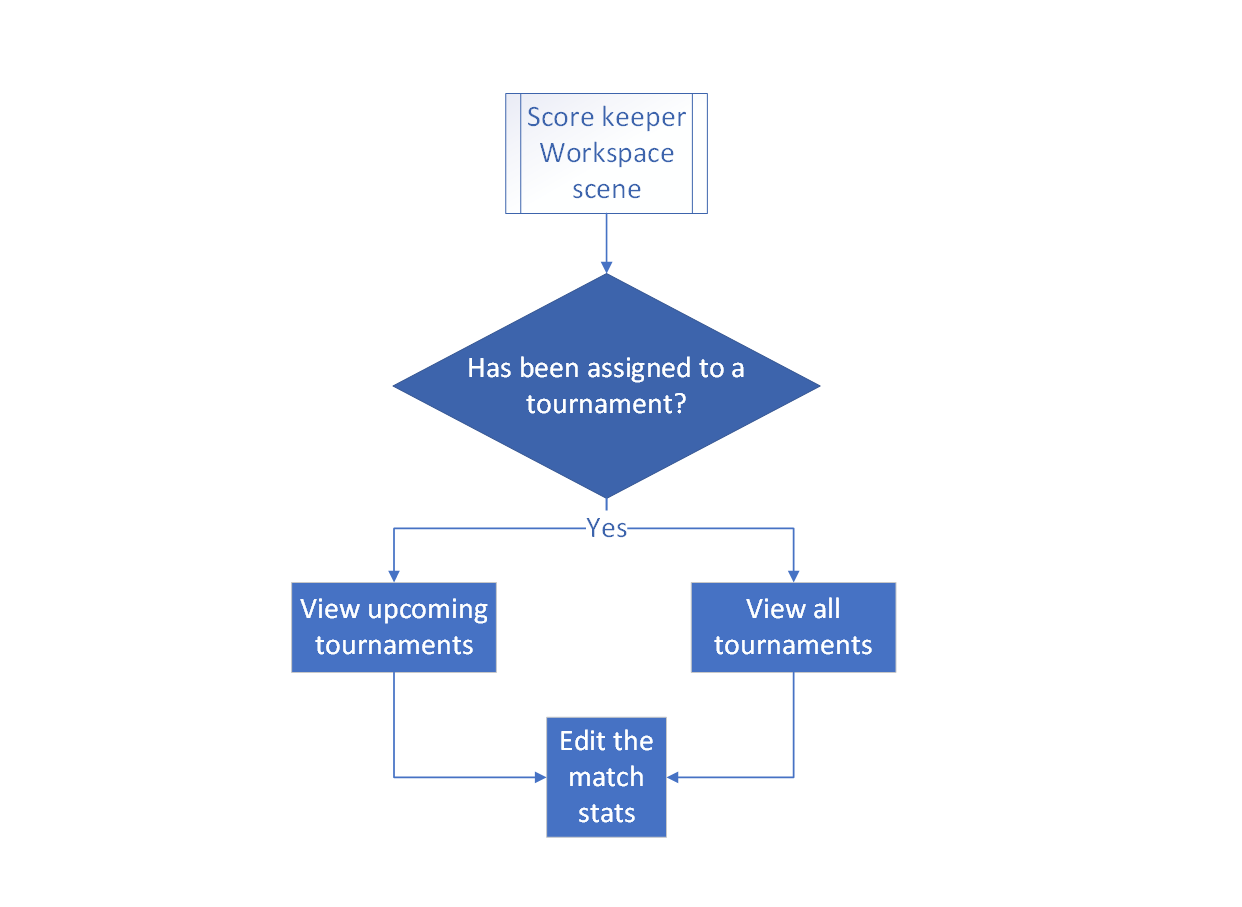 Score keeper
Workspace
scene
Has been assigned to a
tournament?
Yes
View upcoming
tournaments
View all
tournaments
Edit the
match
stats